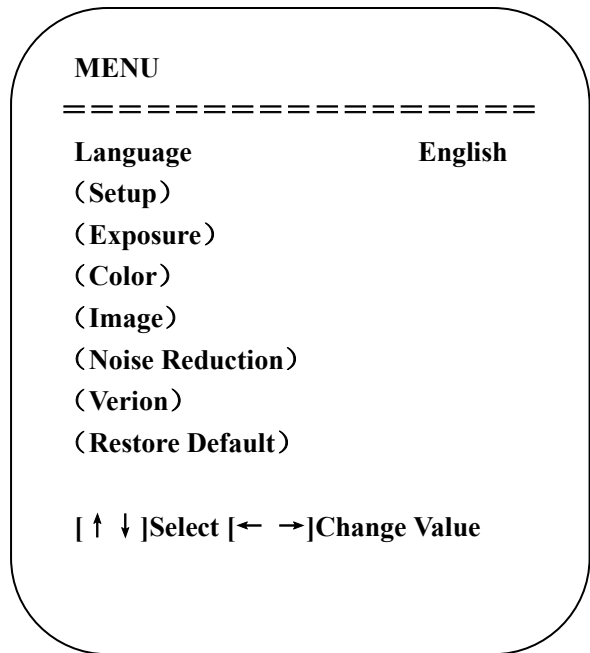 MENU
==================
Language English
（Setup）
（Exposure）
（Color）
（Image）
（Noise Reduction）
（Verion）
（Restore Default）
[↑ ↓]Select [← →]Change Value